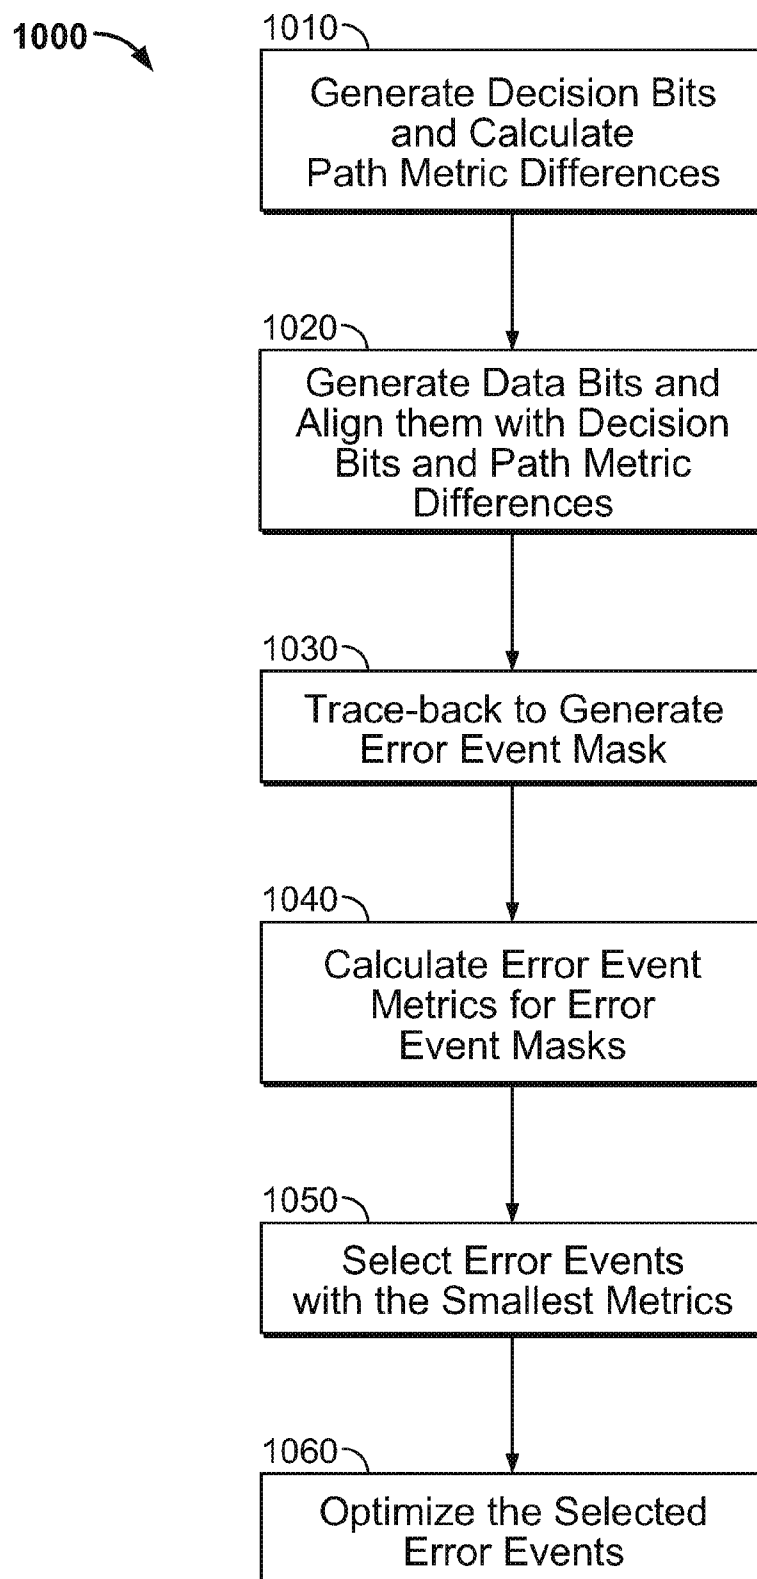 1000
1010
Generate Decision Bits
and Calculate
Path Metric Differences
1020
Generate Data Bits and
Align them with Decision
Bits and Path Metric
Differences
1030
Trace-back to Generate
Error Event Mask
1040
Calculate Error Event
Metrics for Error
Event Masks
1050
Select Error Events
with the Smallest Metrics
1060
Optimize the Selected
Error Events